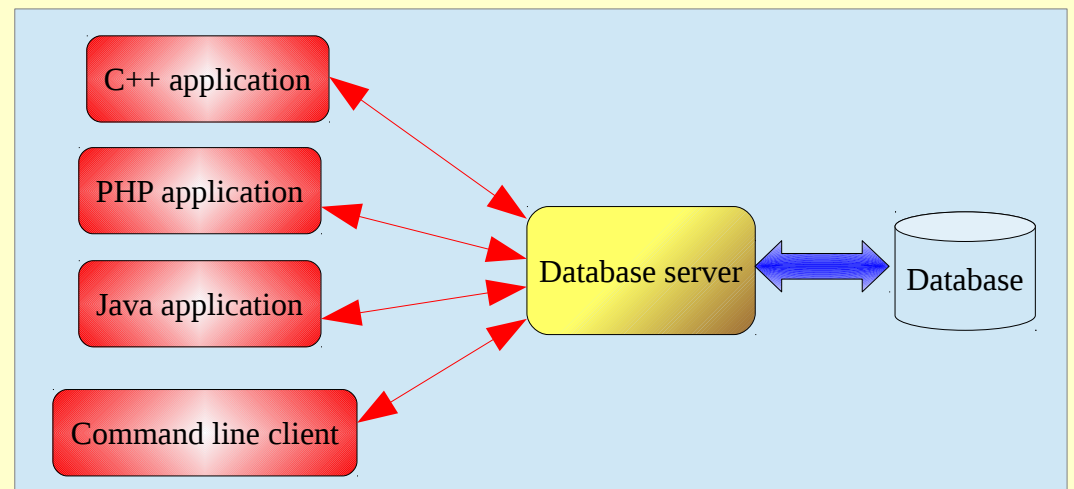 C++ application
PHP application
Java application
Command line client
Database server
Database